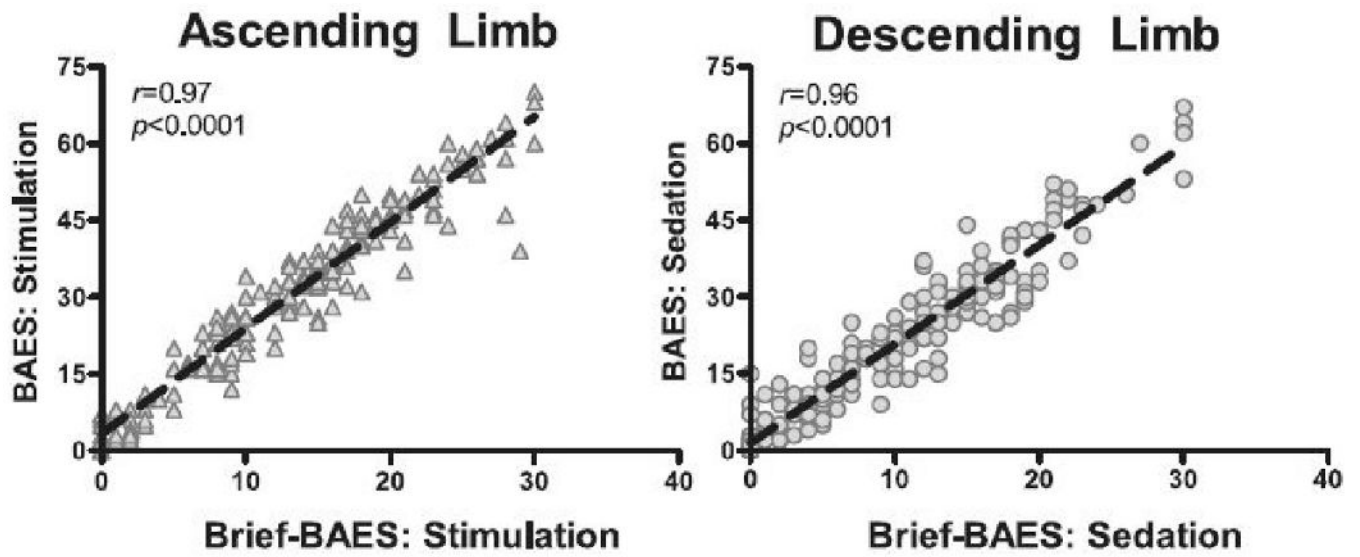 Ascending Limb
75
60
45
30
15
0
r=0.97
p<0.0001
BAES: Stimulation
0 10 20 30 40
Brief-BAES: Stimulation
Descending Limb
75
60
45
30
15
0
r=0.96
p<0.0001
BAES: Sedation
0 10 20 30 40
Brief-BAES: Sedation